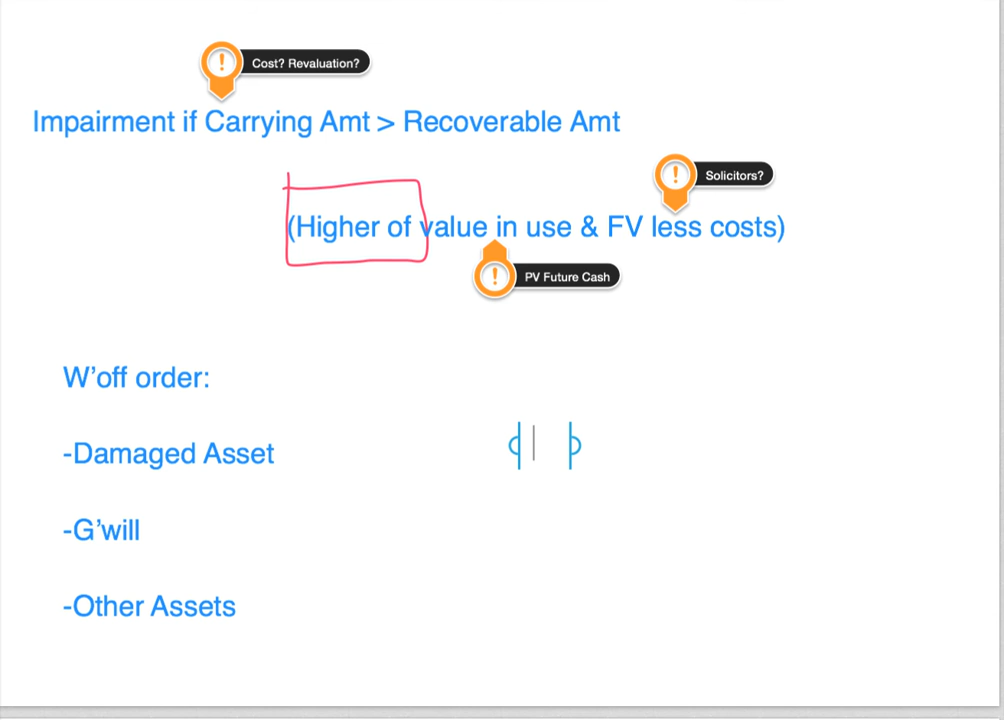 ! Cost? Revaluation?
Impairment if Carrying Amt > Recoverable Amt
! Solicitors?
(Higher of value in use & FV less costs)
! PV Future Cash
W’off order:
-Damaged Asset
-G’will
-Other Assets